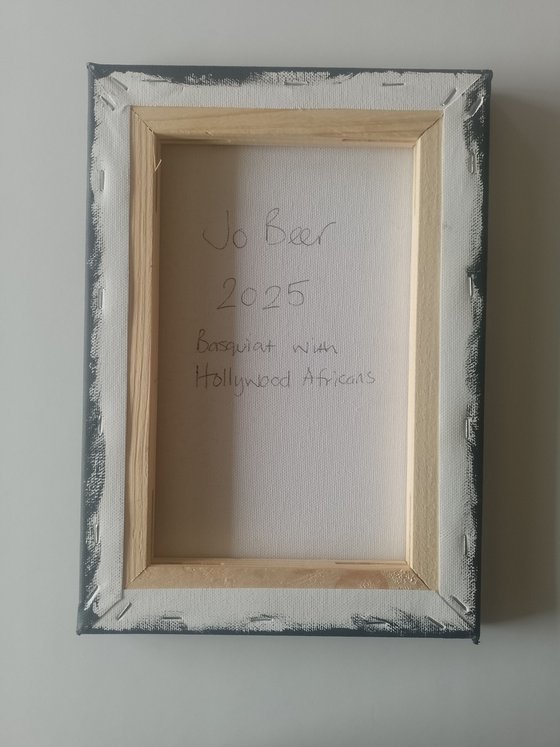 Jo Beer
2025
Basquiat with
Hollywood Africans